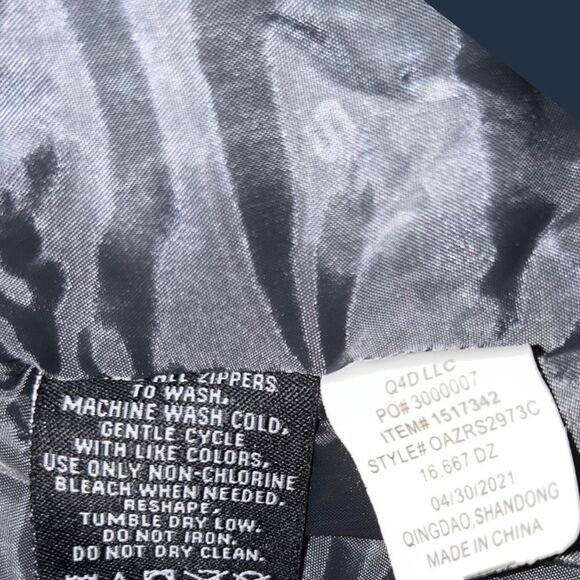 ZIPPERS
TO WASH.
MACHINE WASH COLD,
GENTLE CYCLE
WITH LIKE COLORS,
USE ONLY NON-CHLORINE
BLEACH WHEN NEEDED.
RESHAPE,
TUMBLE DRY LOW.
DO NOT IRON.
DO NOT DRY CLEAN.
Q4D LLC
PO# 3000007
ITEM# 1517342
STYLE# OAZRS2973C
16.667 DZ
04/30/2021
QINGDAO,SHANDONG
MADE IN CHINA